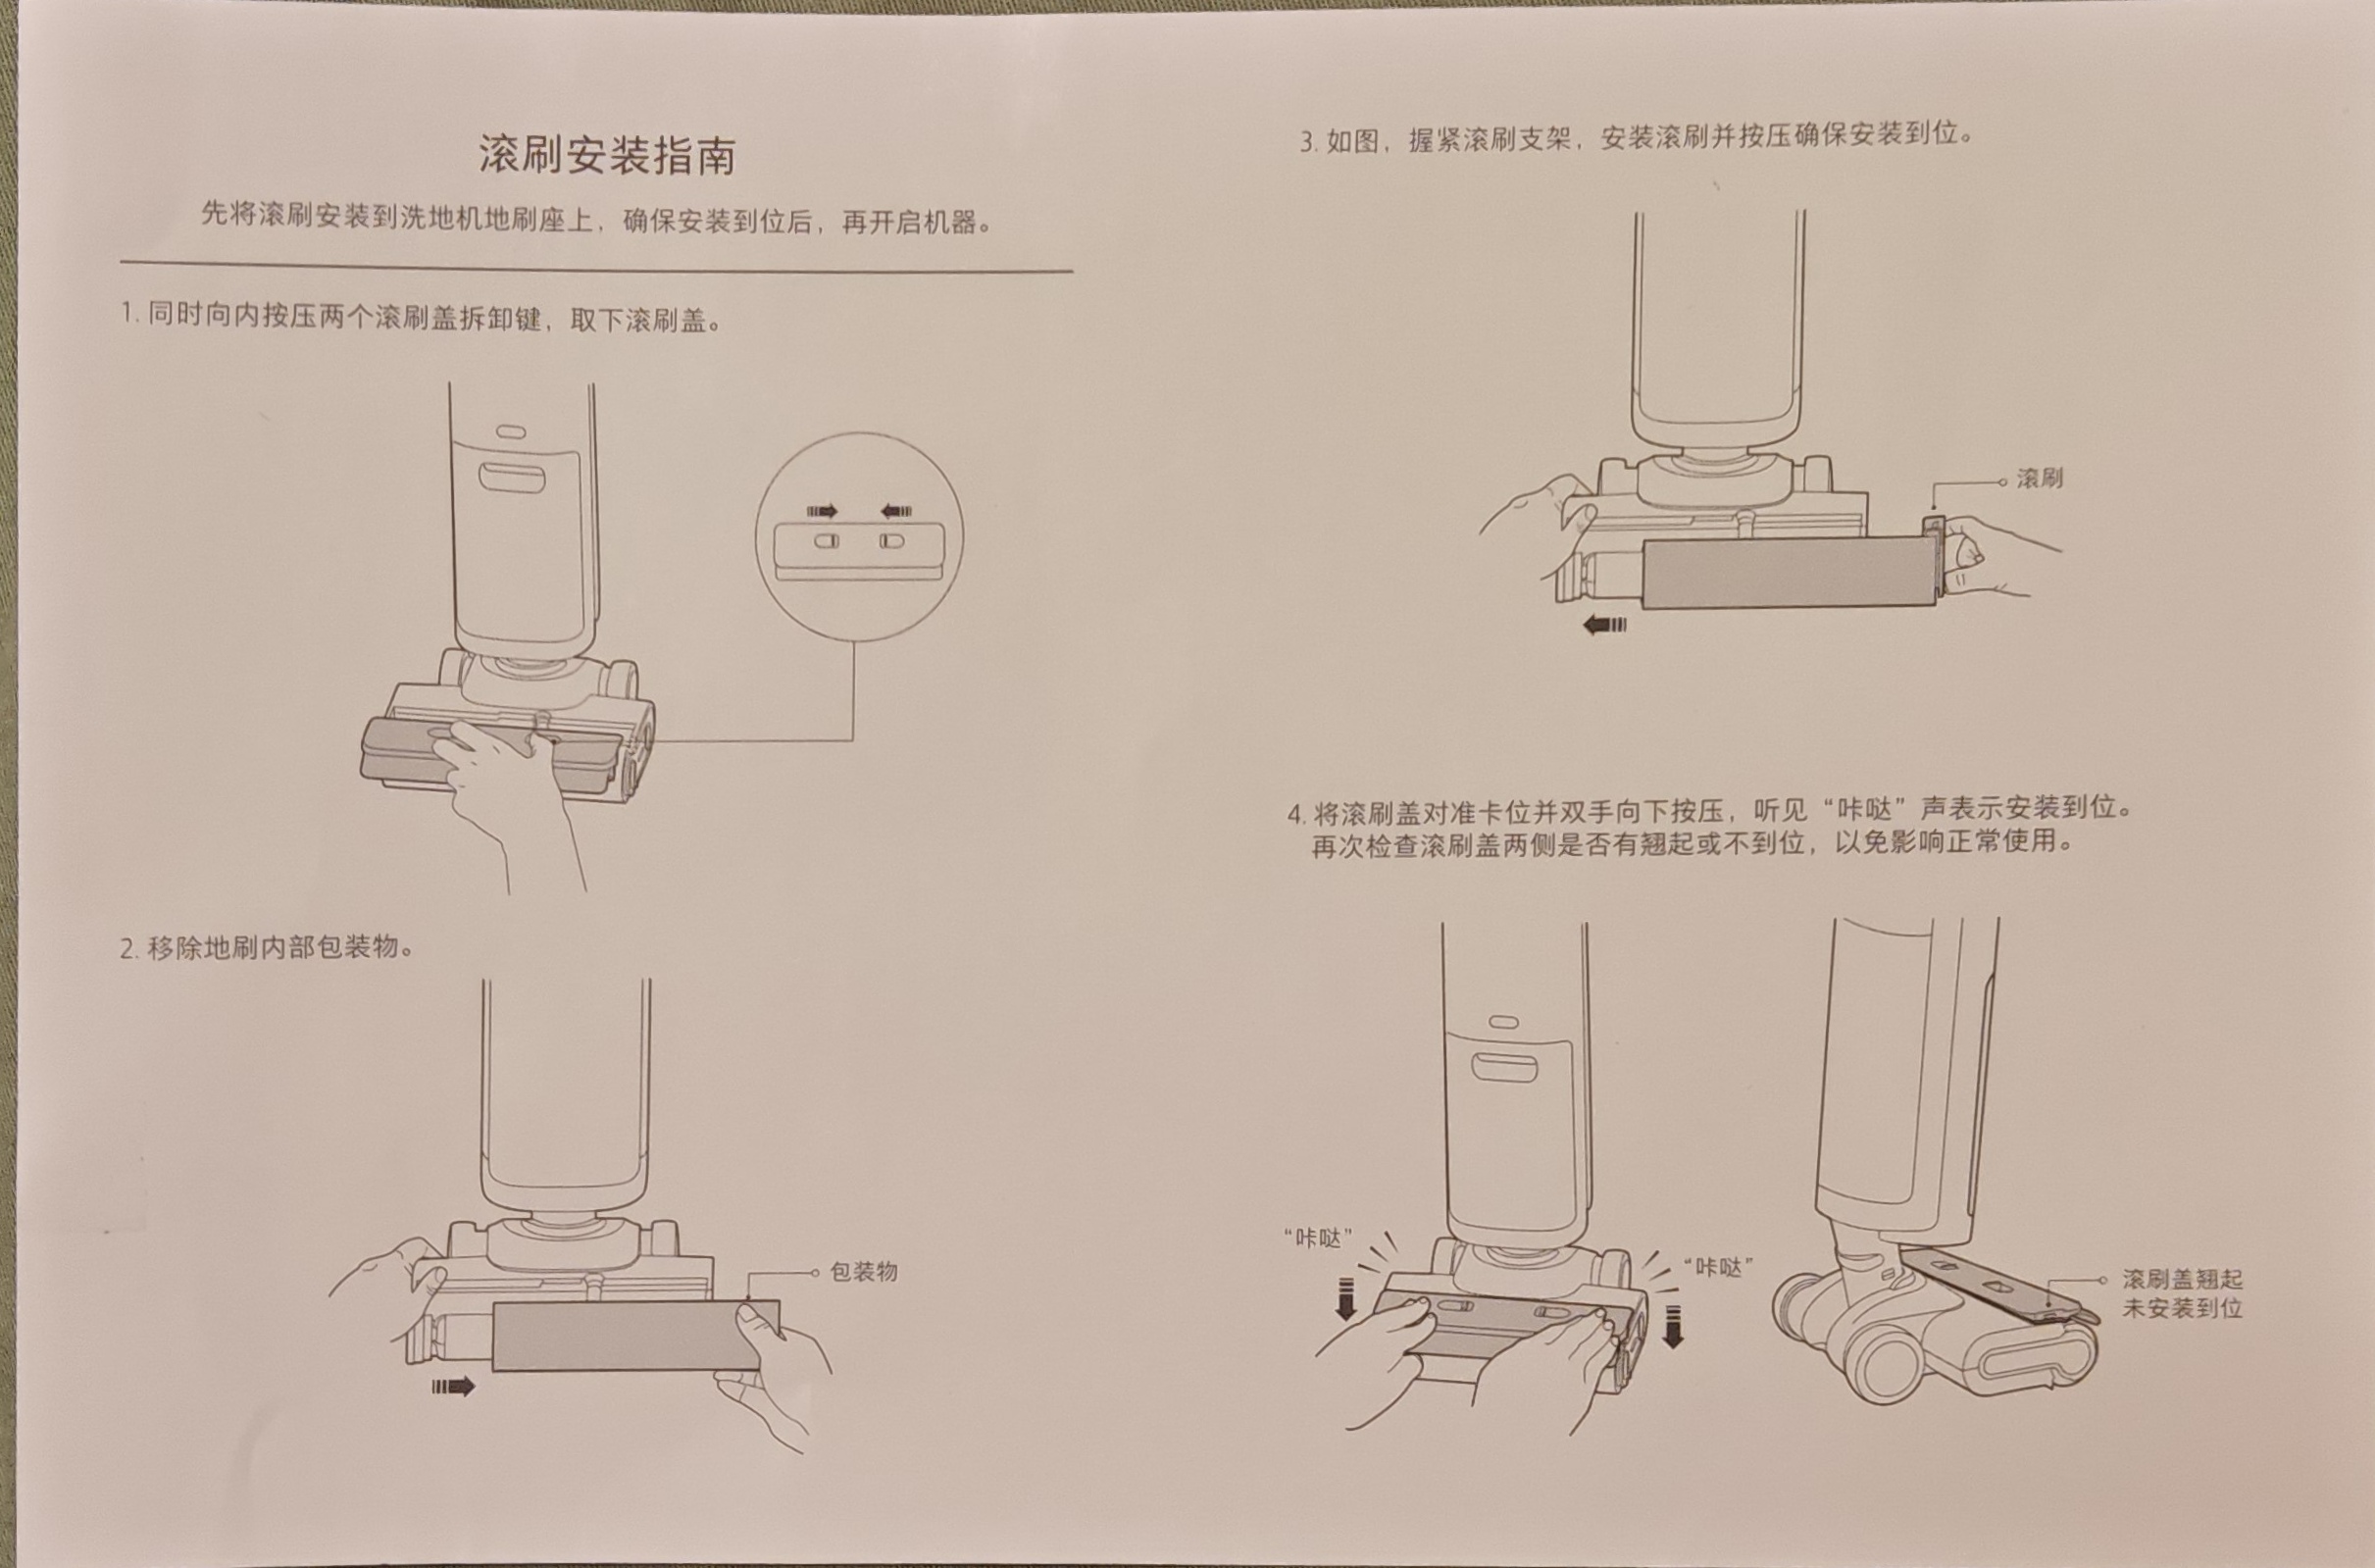 滚刷安装指南
先将滚刷安装到洗地机地刷座上，确保安装到位后，再开启机器。
1. 同时向内按压两个滚刷盖拆卸键，取下滚刷盖。
2. 移除地刷内部包装物。
包装物
3. 如图，握紧滚刷支架，安装滚刷并按压确保安装到位。
滚刷
4. 将滚刷盖对准卡位并双手向下按压，听见“咔哒”声表示安装到位。
再次检查滚刷盖两侧是否有翘起或不到位，以免影响正常使用。
“咔哒”
“咔哒”
滚刷盖翘起
未安装到位